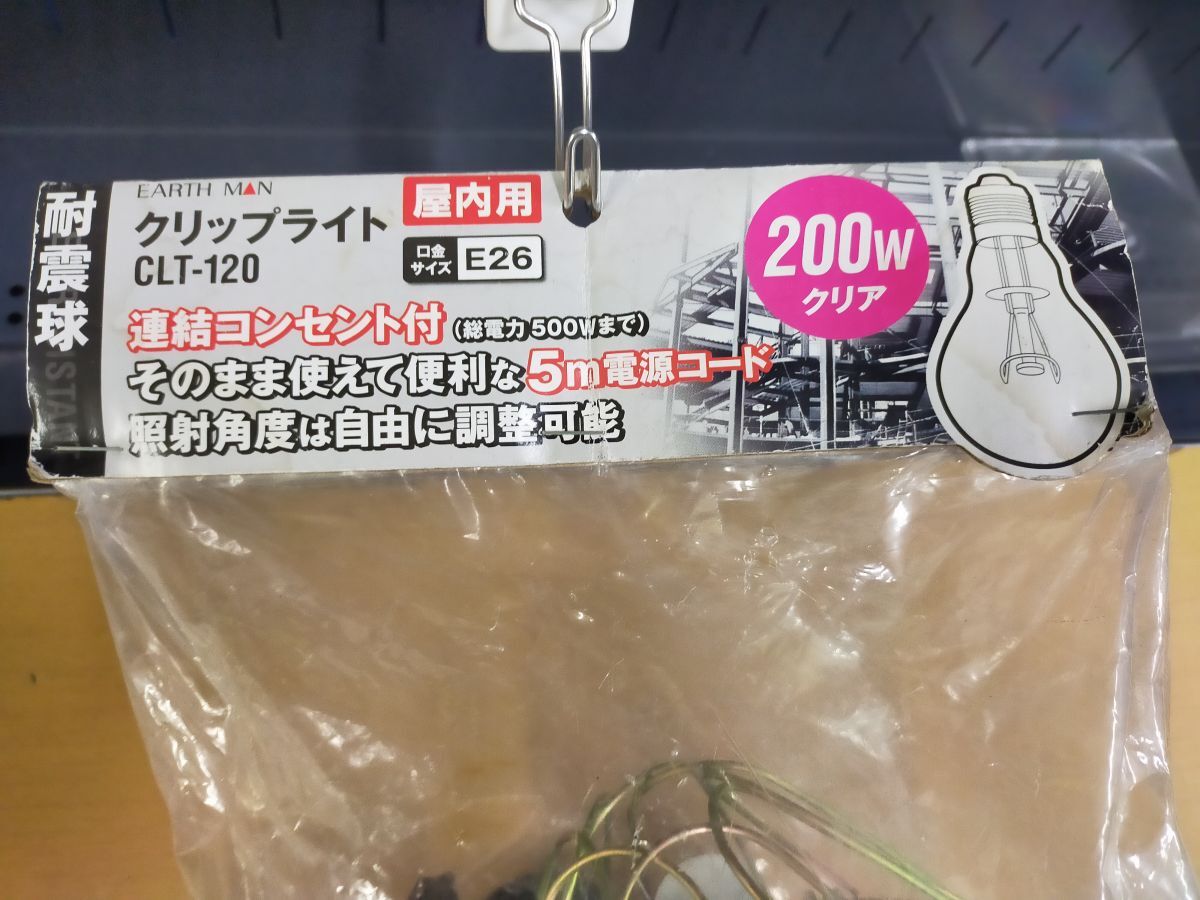 耐震球
EARTH MAN
屋内用
クリップライト
CLT-120
口金
サイズ
E26
200W
クリア
連結コンセント付(総電力500Wまで)
そのまま使えて便利な5m電源コード
照射角度は自由に調整可能